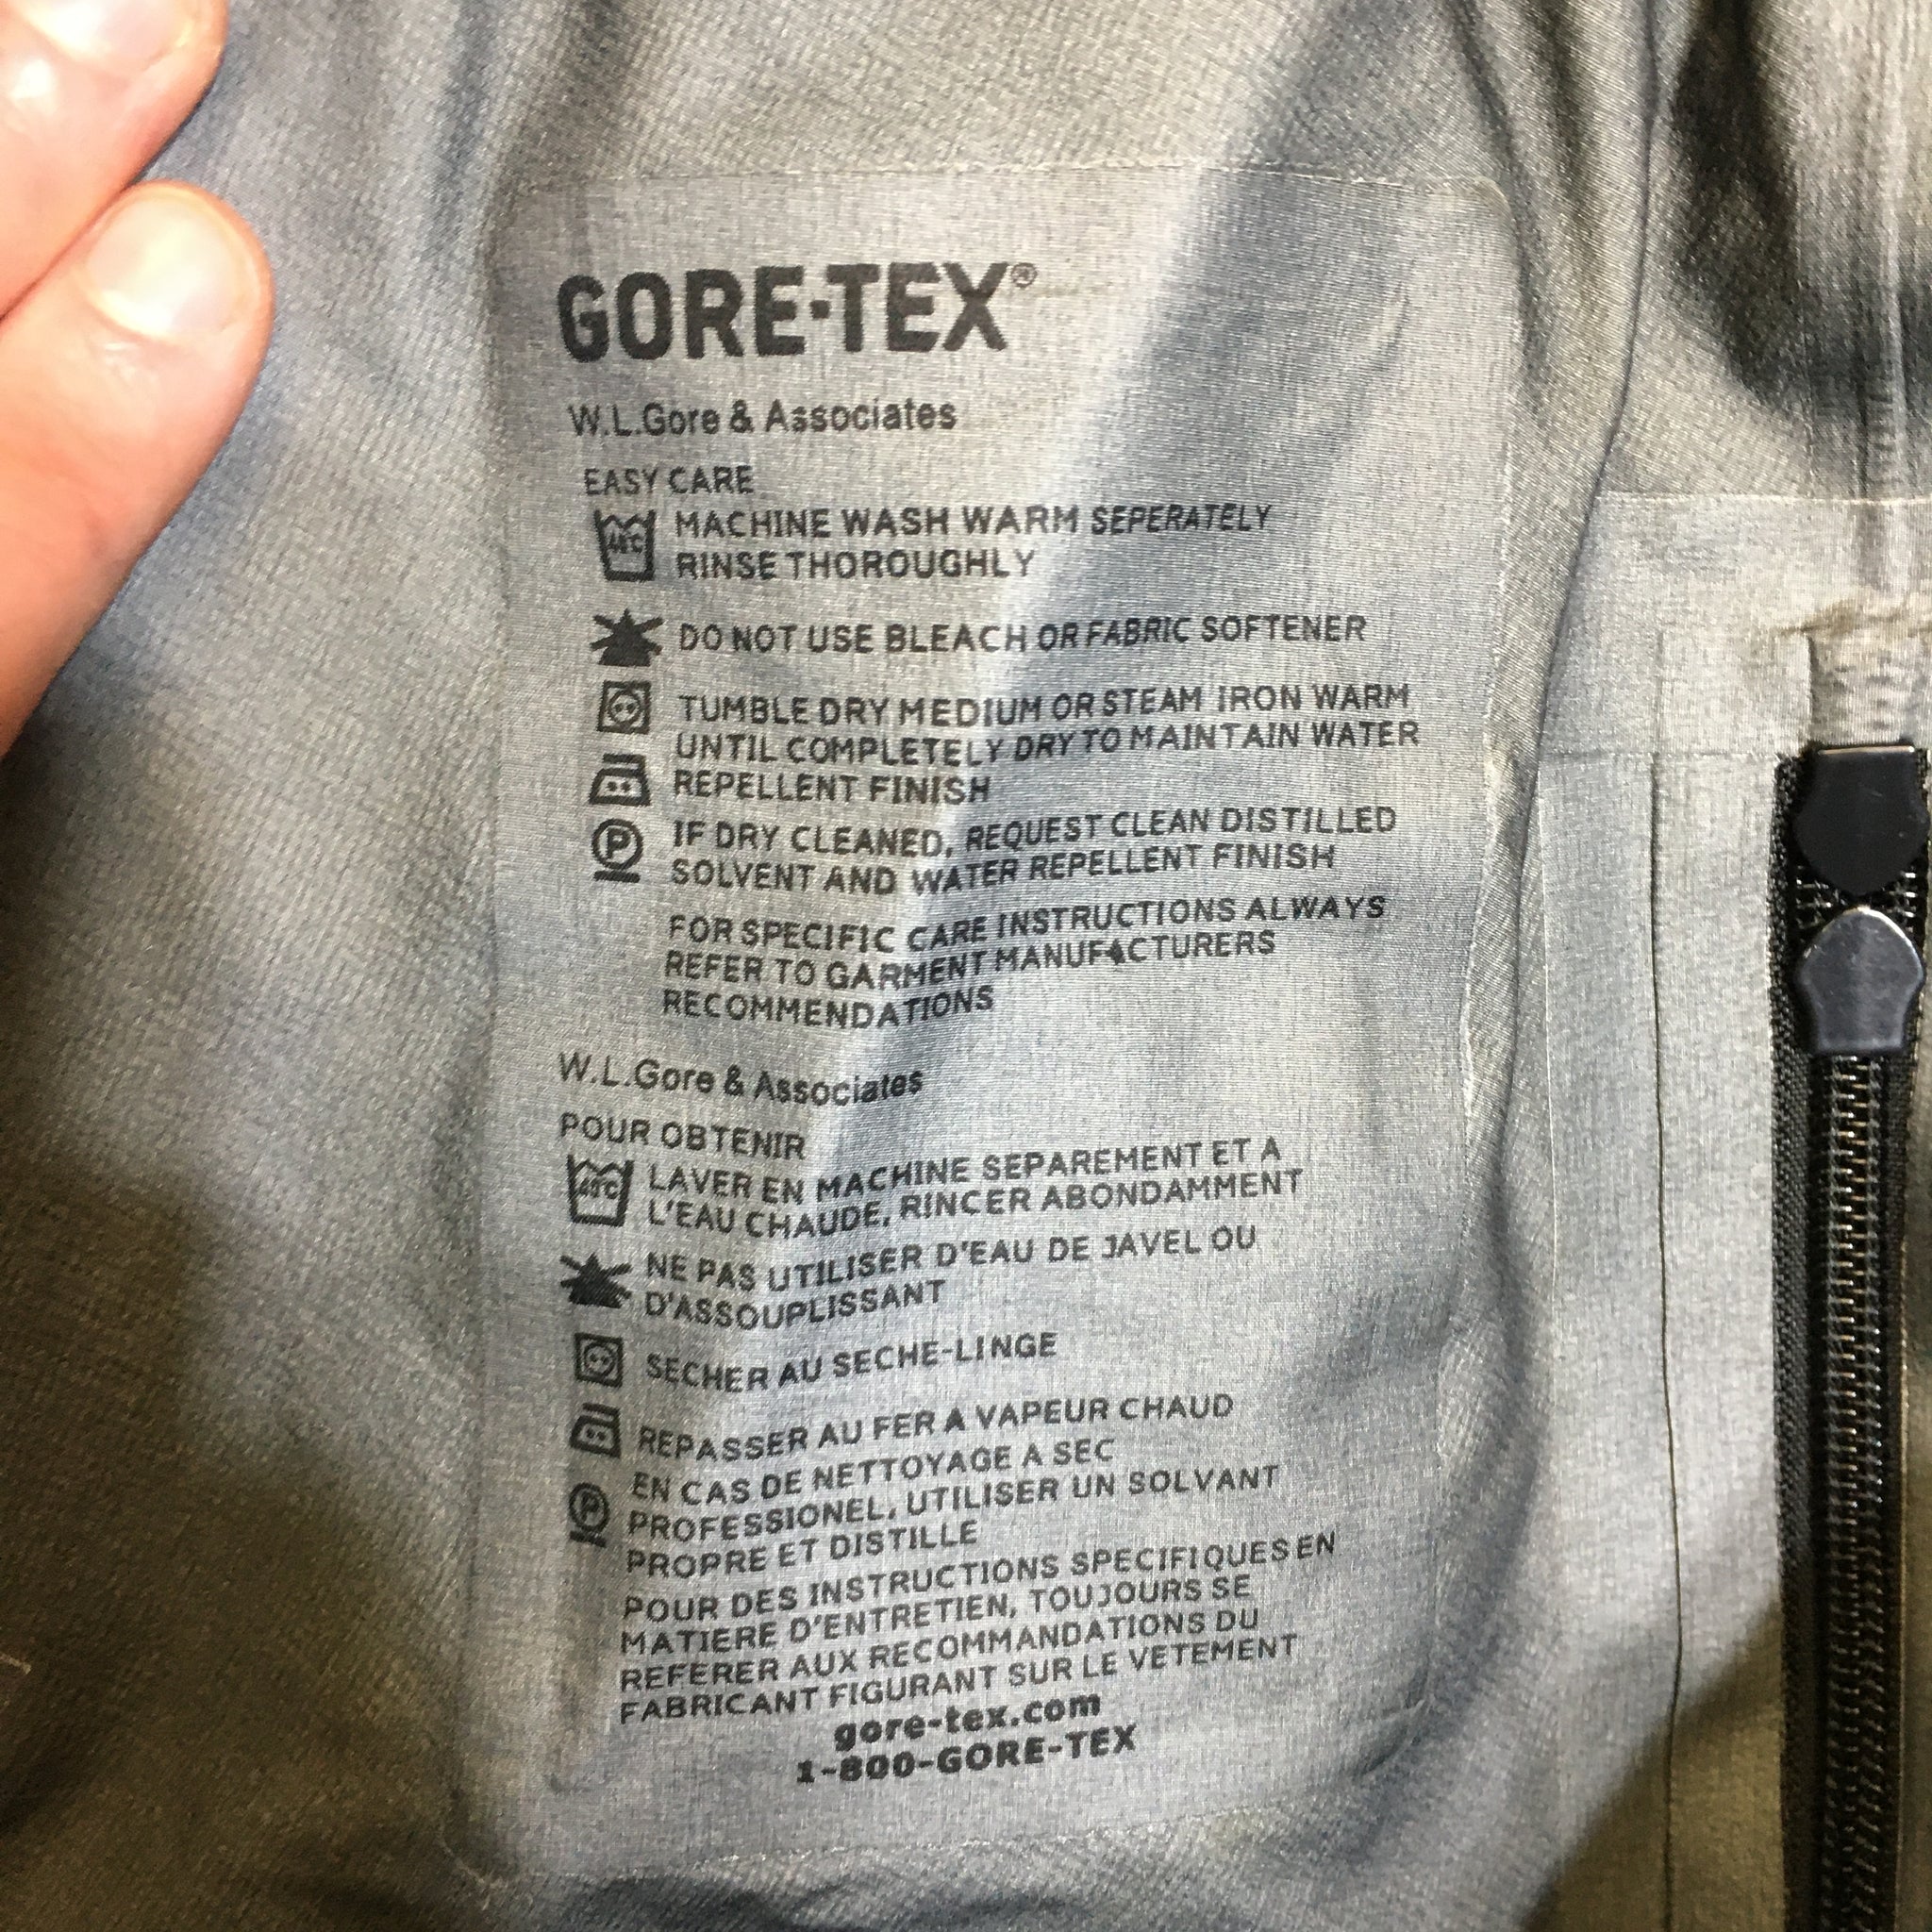 GORE-TEX®
W.L.Gore & Associates
EASY CARE
40°C
MACHINE WASH WARM SEPERATELY
RINSE THOROUGHLY
DO NOT USE BLEACH OR FABRIC SOFTENER
TUMBLE DRY MEDIUM OR STEAM IRON WARM
UNTIL COMPLETELY DRY TO MAINTAIN WATER
REPELLENT FINISH
P
IF DRY CLEANED, REQUEST CLEAN DISTILLED
SOLVENT AND WATER REPELLENT FINISH
FOR SPECIFIC CARE INSTRUCTIONS ALWAYS
REFER TO GARMENT MANUFACTURERS
RECOMMENDATIONS
W.L.Gore & Associates
POUR OBTENIR
40°C
LAVER EN MACHINE SEPAREMENT ET A
L'EAU CHAUDE, RINCER ABONDAMMENT
NE PAS UTILISER D'EAU DE JAVEL OU
D'ASSOUPLISSANT
SECHER AU SECHE-LINGE
REPASSER AU FER A VAPEUR CHAUD
P
EN CAS DE NETTOYAGE A SEC
PROFESSIONEL, UTILISER UN SOLVANT
PROPRE ET DISTILLE
POUR DES INSTRUCTIONS SPECIFIQUES EN
MATIERE D'ENTRETIEN, TOUJOURS SE
REFERER AUX RECOMMANDATIONS DU
FABRICANT FIGURANT SUR LE VETEMENT
gore-tex.com
1-800-GORE-TEX